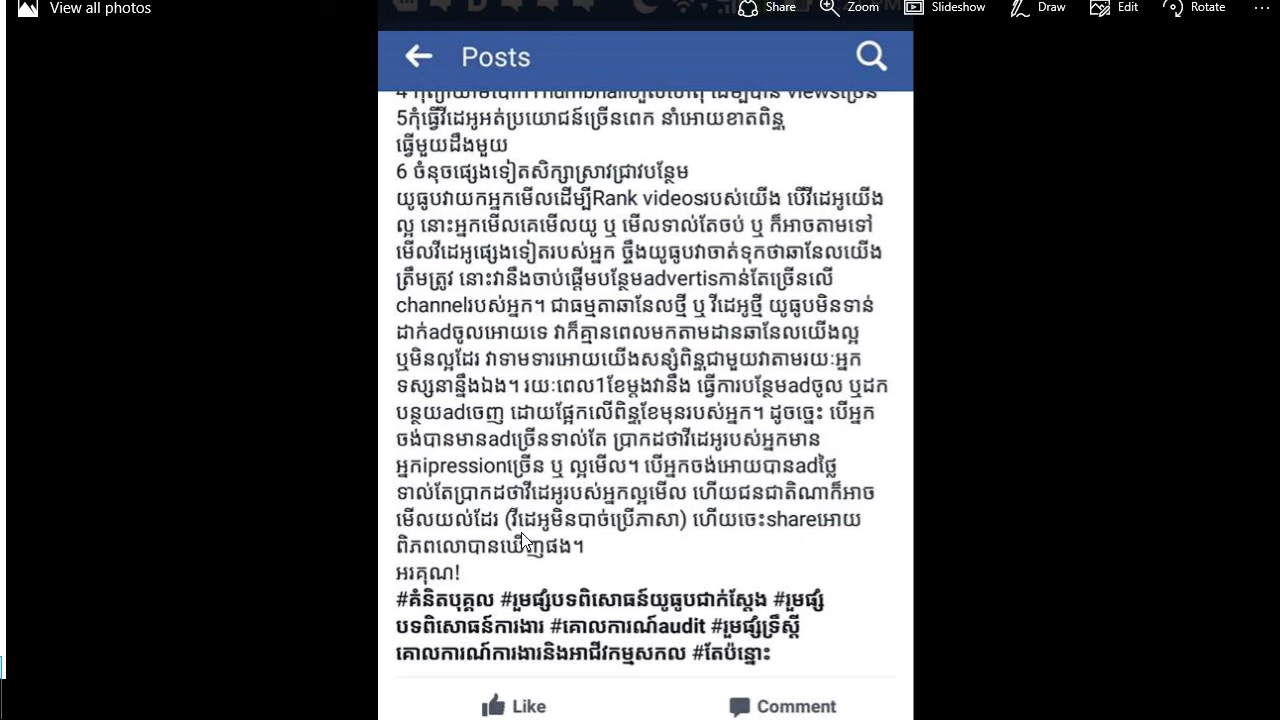 View all photos
Share Zoom Slideshow Draw Edit Rotate
Posts
5កុំធ្វើវីដេអូអត់ប្រយោជន៍ច្រើនពេក នាំអោយខាតពិន្ទុ
ធ្វើមួយដឹងមួយ
6 ចំនុចផ្សេងទៀតសិក្សាស្រាវជ្រាវបន្ថែម
យូធូបវាយកអ្នកមើលដើម្បីRank videosរបស់យើង បើវីដេអូយើង
ល្អ នោះអ្នកមើលគេមើលយូ ឬ មើលទាល់តែចប់ ឬ ក៏អាចតាមទៅ
មើលវីដេអូផ្សេងទៀតរបស់អ្នក ច្ចឹងយូធូបវាចាត់ទុកថាឆានែលយើង
ត្រឹមត្រូវ នោះវានឹងចាប់ផ្តើមបន្ថែមadvertisកាន់តែច្រើនលើ
channelរបស់អ្នក។ ជាធម្មតាឆានែលថ្មី ឬ វីដេអូថ្មី យូធូបមិនទាន់
ដាក់adចូលអោយទេ វាក៏គ្មានពេលមកតាមដានឆានែលយើងល្អ
ឬមិនល្អដែរ វាទាមទារអោយយើងសន្សំពិន្ទុជាមួយវាតាមរយៈអ្នក
ទស្សនាន្នឹងឯង។ រយៈពេល1ខែម្តងវានឹង ធ្វើការបន្ថែមadចូល ឬដក
បន្ថយadចេញ ដោយផ្អែកលើពិន្ទុខែមុនរបស់អ្នក។ ដូចច្នេះ បើអ្នក
ចង់បានមានadច្រើនទាល់តែ ប្រាកដថាវីដេអូរបស់អ្នកមាន
អ្នកipressionច្រើន ឬ ល្អមើល។ បើអ្នកចង់អោយបានadថ្លៃ
ទាល់តែប្រាកដថាវីដេអូរបស់អ្នកល្អមើល ហើយជនជាតិណាក៏អាច
មើលយល់ដែរ (វីដេអូមិនបាច់ប្រើភាសា) ហើយចេះshareអោយ
ពិភពលោបានឃើញផង។
អរគុណ!
#គំនិតបុគ្គល #រួមផ្សំបទពិសោធន៍យូធូបជាក់ស្តែង #រួមផ្សំ
បទពិសោធន៍ការងារ #គោលការណ៍audit #រួមផ្សំទ្រឹស្តី
គោលការណ៍ការងារនិងអាជីវកម្មសកល #តែប៉ន្នោះ
Like Comment